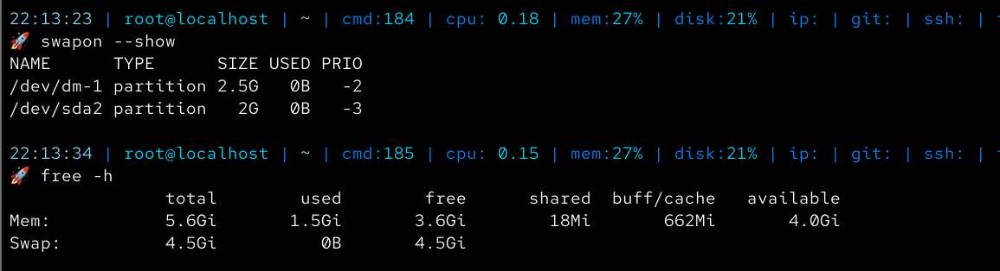 22:13:23 | root@localhost | ~ | cmd:184 | cpu: 0.18 | mem:27% | disk:21% | ip: | git: | ssh: |
🚀 swapon --show
NAME      TYPE      SIZE USED PRIO
/dev/dm-1 partition 2.5G   0B   -2
/dev/sda2 partition   2G   0B   -3
22:13:34 | root@localhost | ~ | cmd:185 | cpu: 0.15 | mem:27% | disk:21% | ip: | git: | ssh: |
🚀 free -h
               total        used        free      shared  buff/cache   available
Mem:           5.6Gi       1.5Gi       3.6Gi        18Mi       662Mi       4.0Gi
Swap:          4.5Gi          0B       4.5Gi